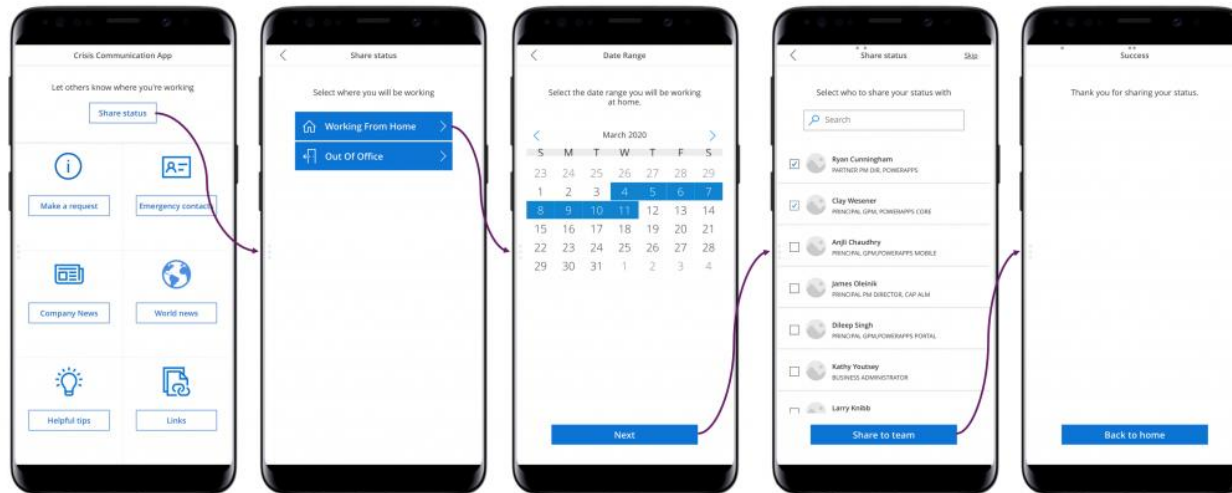 Crisis Communication App
Let others know where you're working
Share status
Make a request
Emergency contacts
Company News
World news
Helpful tips
Links
Share status
Select where you will be working
Working From Home
Out Of Office
Date Range
Select the date range you will be working
at home.
March 2020
S M T W T F S
23 24 25 26 27 28 29
1 2 3 4 5 6 7
8 9 10 11 12 13 14
15 16 17 18 19 20 21
22 23 24 25 26 27 28
29 30 31 1 2 3 4
Next
Share status
Skip
Select who to share your status with
Search
Ryan Cunningham
PARTNER PM DIR, POWERAPPS
Clay Wesener
PRINCIPAL GPM, POWERAPPS CORE
Anjli Chaudhry
PRINCIPAL GPM,POWERAPPS MOBILE
James Oleinik
PRINCIPAL PM DIRECTOR, CAP ALM
Dileep Singh
PRINCIPAL GPM,POWERAPPS PORTAL
Kathy Youtsey
BUSINESS ADMINISTRATOR
Larry Knibb
Share to team
Success
Thank you for sharing your status.
Back to home